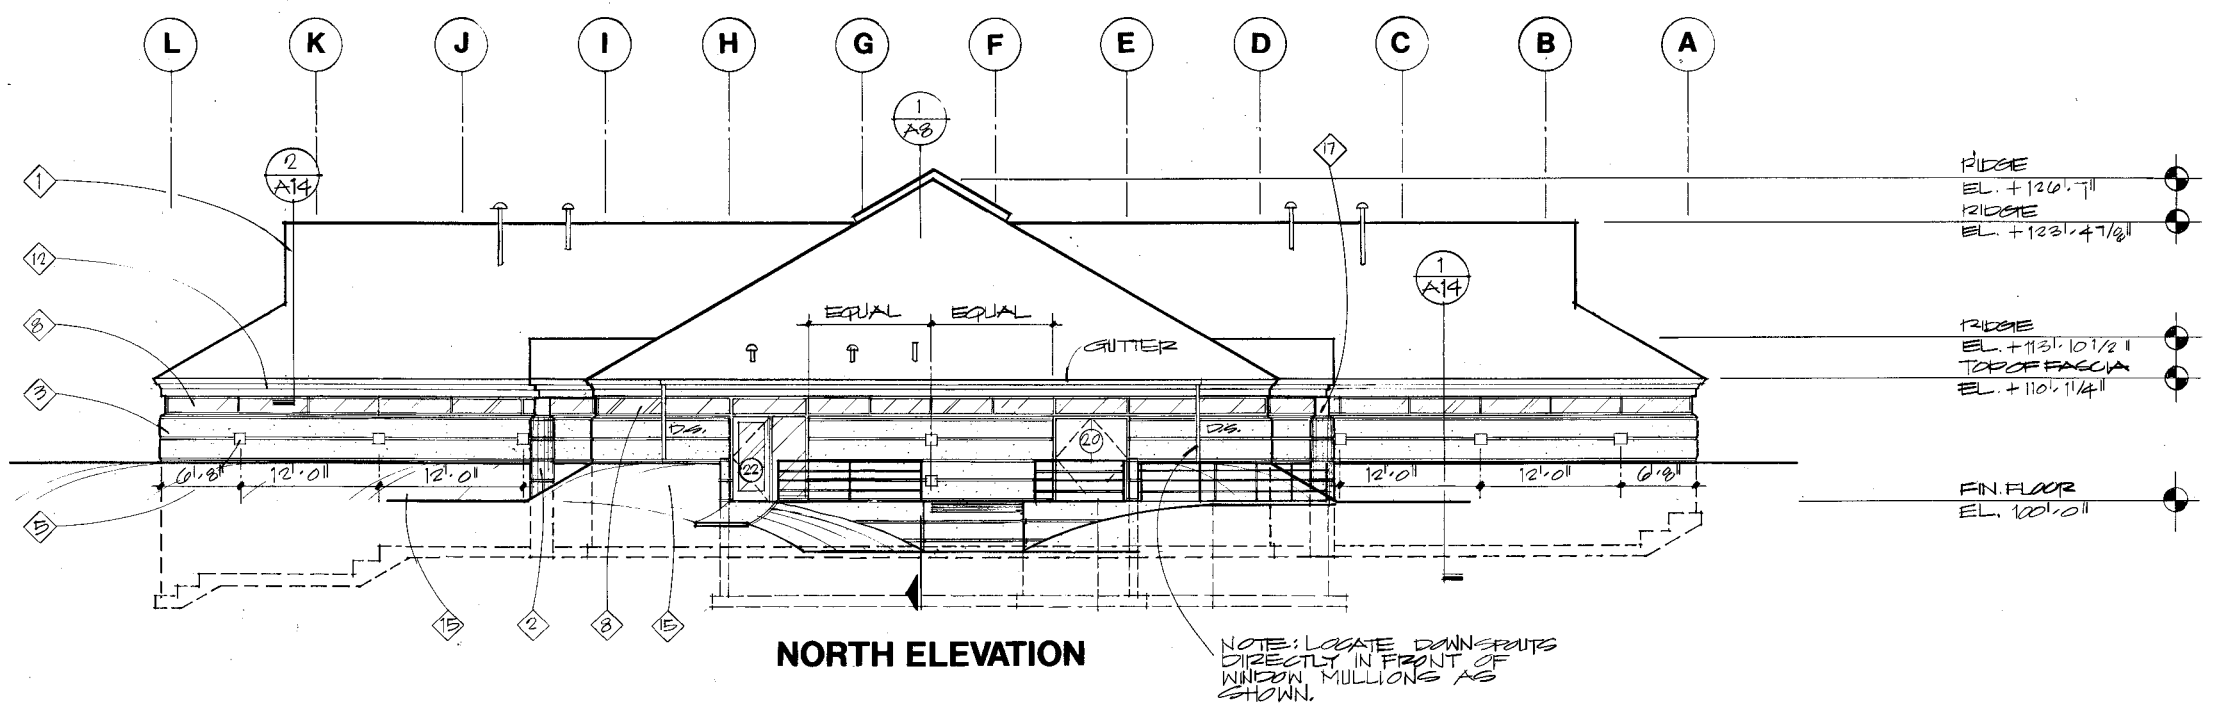 L K J I H G F E D C B A
1
A8
17
2
A14
1
RIDGE
EL. +126'-7"
RIDGE
EL. +123'-4 7/8"
12
1
A14
8
EQUAL EQUAL
GUTTER
RIDGE
EL. +113'-10 1/2"
TOP OF FASCIA
EL. +110'-1 1/4"
3
D.S. D.S.
20
22
6'-8" 12'-0" 12'-0" 12'-0" 12'-0" 6'-8"
FIN. FLOOR
EL. 100'-0"
5
15 2 8 15
NORTH ELEVATION
NOTE: LOCATE DOWNSPOUTS
DIRECTLY IN FRONT OF
WINDOW MULLIONS AS
SHOWN.